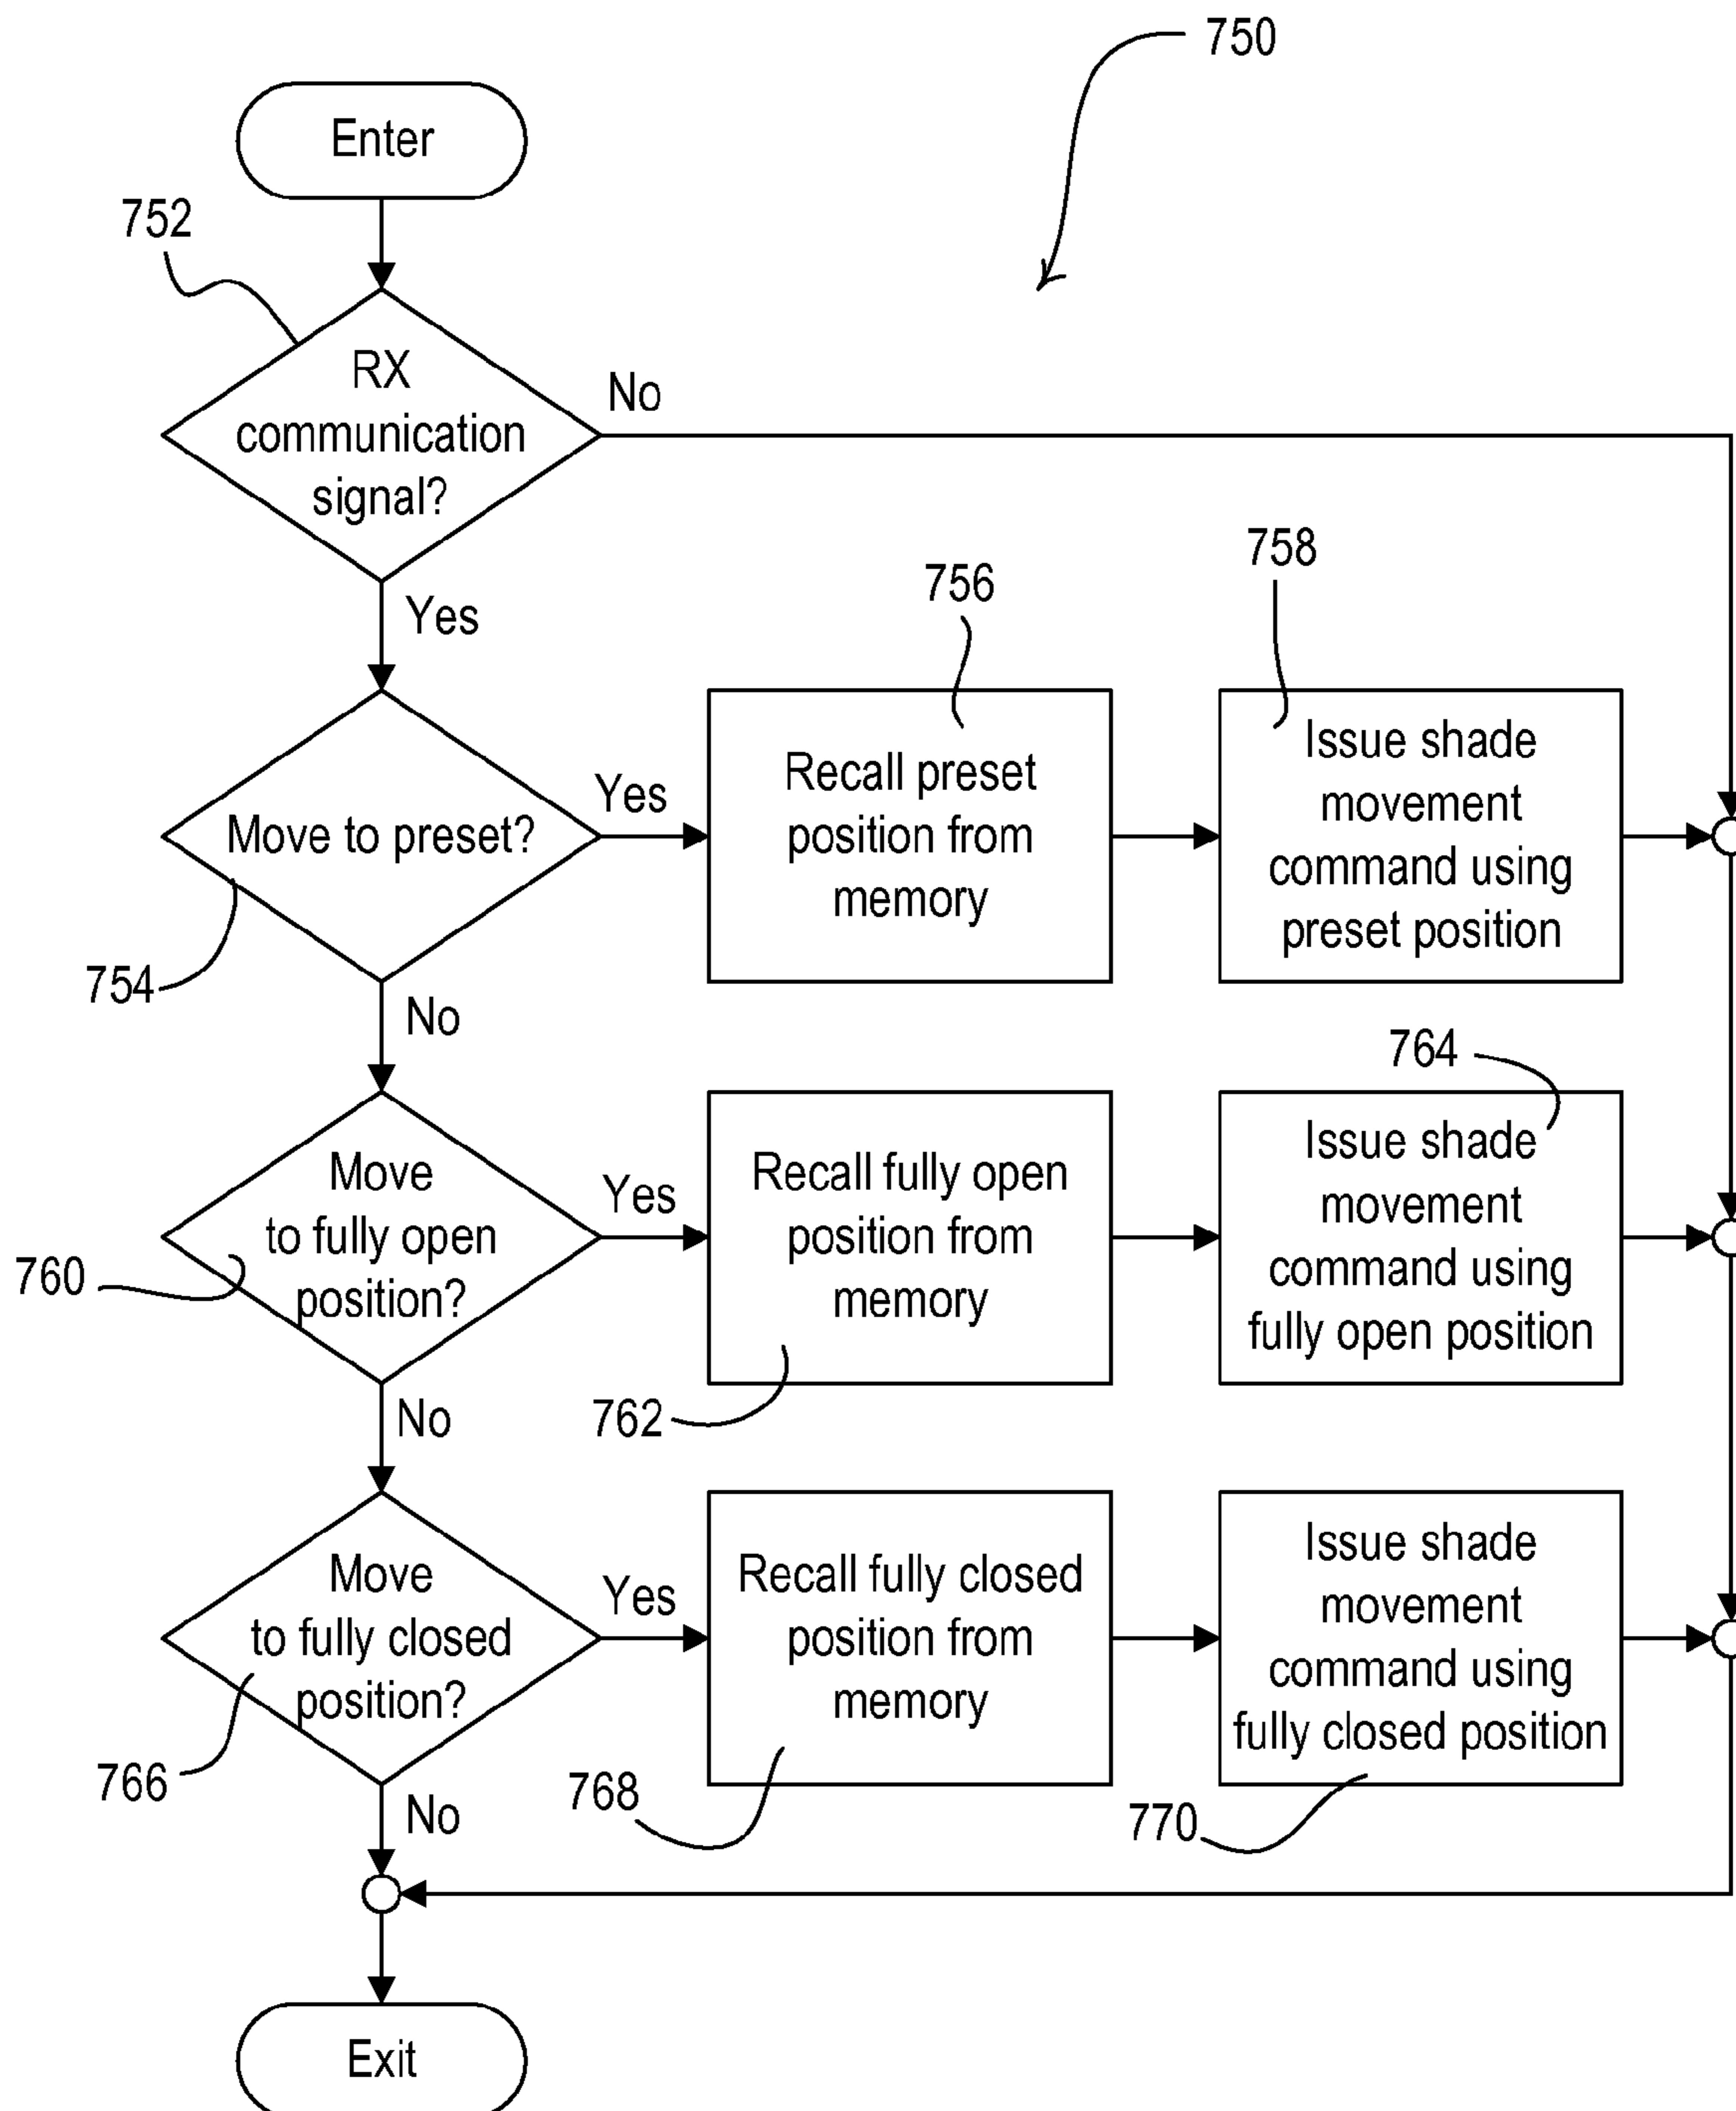 750
Enter
752
RX
communication
signal?
No
Yes
756
758
Move to preset?
Yes
Recall preset
position from
memory
Issue shade
movement
command using
preset position
754
No
764
Move
to fully open
position?
Yes
Recall fully open
position from
memory
Issue shade
movement
command using
fully open position
760
762
No
Move
to fully closed
position?
Yes
Recall fully closed
position from
memory
Issue shade
movement
command using
fully closed position
766
768
770
No
Exit